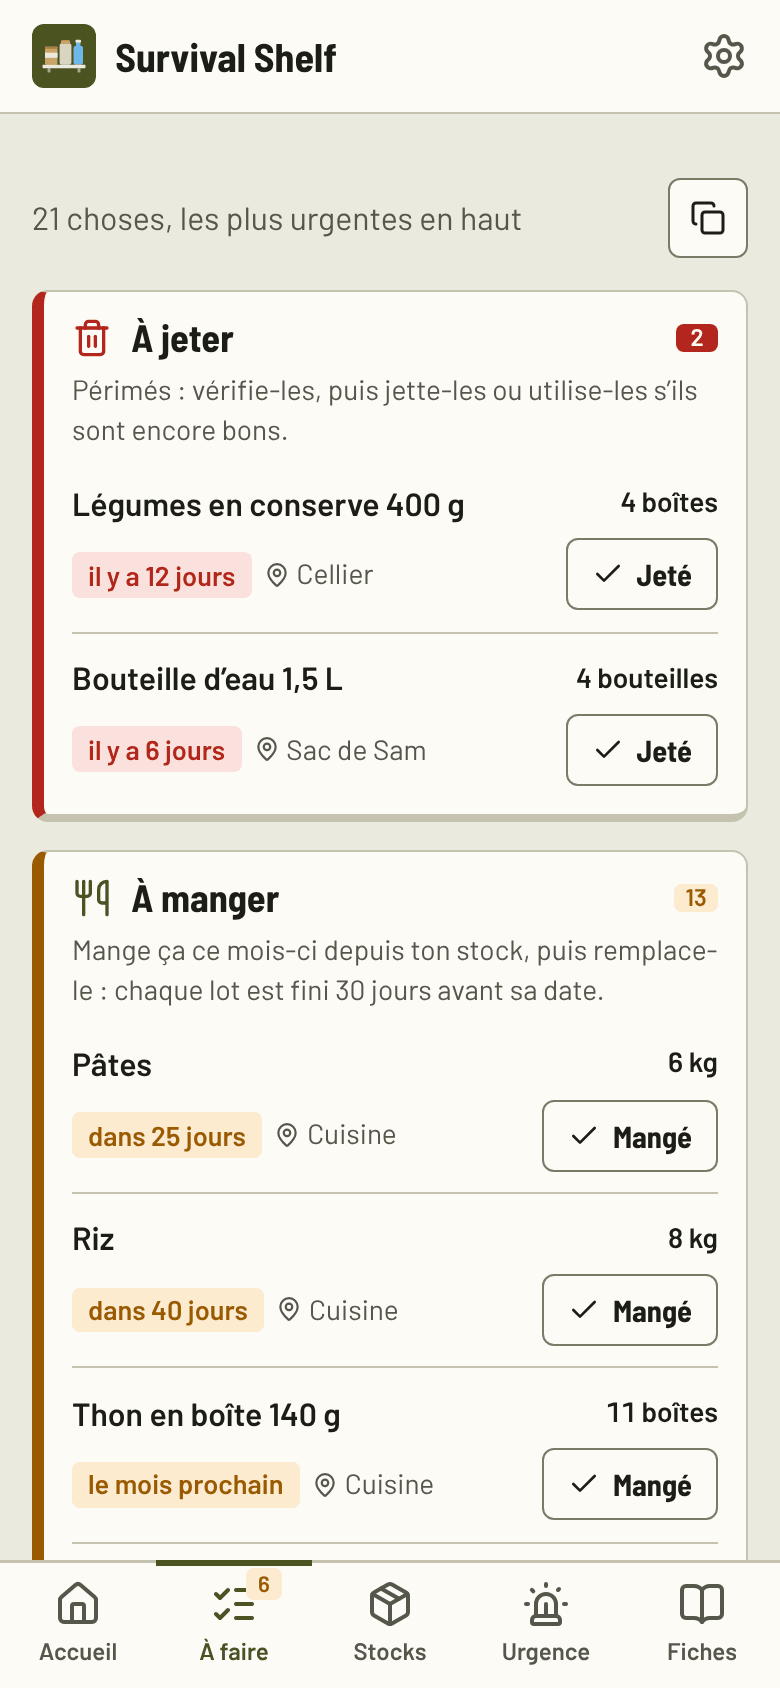 Survival Shelf
21 choses, les plus urgentes en haut
À jeter
2
Périmés : vérifie-les, puis jette-les ou utilise-les s’ils
sont encore bons.
Légumes en conserve 400 g
4 boîtes
il y a 12 jours
Cellier
Jeté
Bouteille d’eau 1,5 L
4 bouteilles
il y a 6 jours
Sac de Sam
Jeté
À manger
13
Mange ça ce mois-ci depuis ton stock, puis remplace-
le : chaque lot est fini 30 jours avant sa date.
Pâtes
6 kg
dans 25 jours
Cuisine
Mangé
Riz
8 kg
dans 40 jours
Cuisine
Mangé
Thon en boîte 140 g
11 boîtes
le mois prochain
Cuisine
Mangé
6
Accueil
À faire
Stocks
Urgence
Fiches